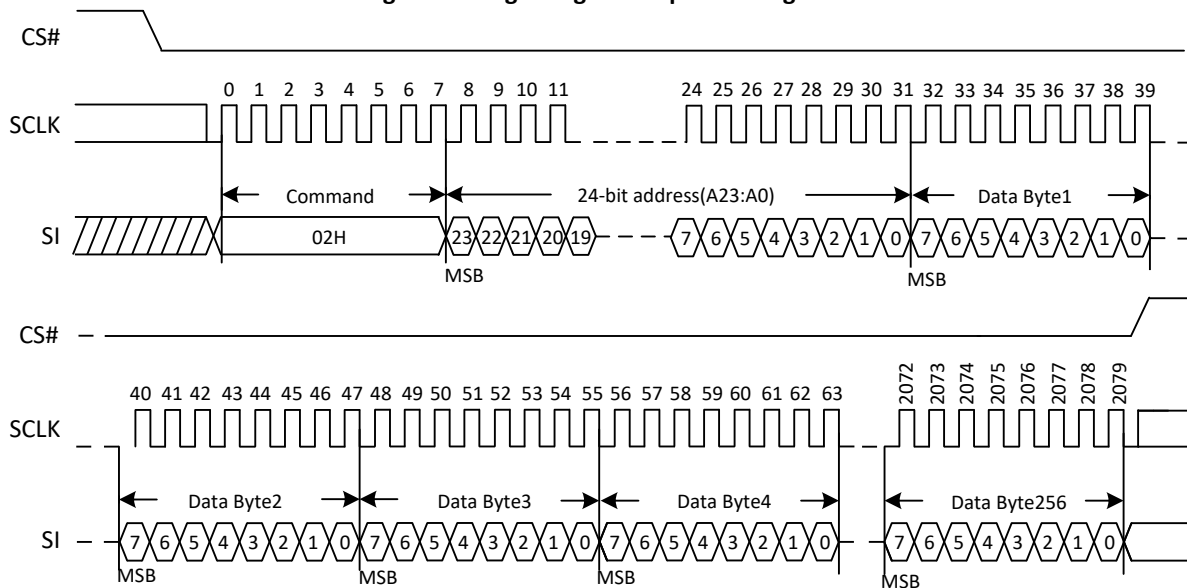 CS#
0 1 2 3 4 5 6 7 8 9 10 11 24 25 26 27 28 29 30 31 32 33 34 35 36 37 38 39
SCLK
Command 24-bit address(A23:A0) Data Byte1
SI 02H 23 22 21 20 19 7 6 5 4 3 2 1 0 7 6 5 4 3 2 1 0
MSB MSB
CS#
40 41 42 43 44 45 46 47 48 49 50 51 52 53 54 55 56 57 58 59 60 61 62 63 2072 2073 2074 2075 2076 2077 2078 2079
SCLK
Data Byte2 Data Byte3 Data Byte4 Data Byte256
SI 7 6 5 4 3 2 1 0 7 6 5 4 3 2 1 0 7 6 5 4 3 2 1 0 7 6 5 4 3 2 1 0
MSB MSB MSB MSB